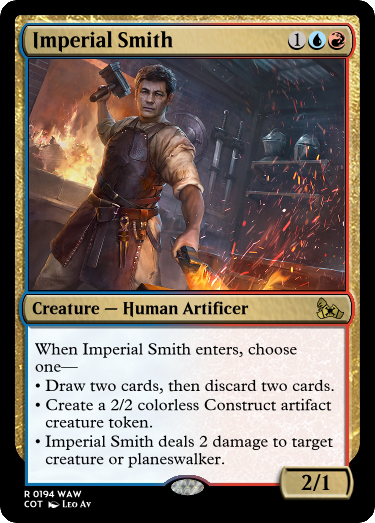 Imperial Smith 1
Creature — Human Artificer
When Imperial Smith enters, choose
one—
• Draw two cards, then discard two cards.
• Create a 2/2 colorless Construct artifact
creature token.
• Imperial Smith deals 2 damage to target
creature or planeswalker.
2/1
R 0194 WAW
COT Leo Av